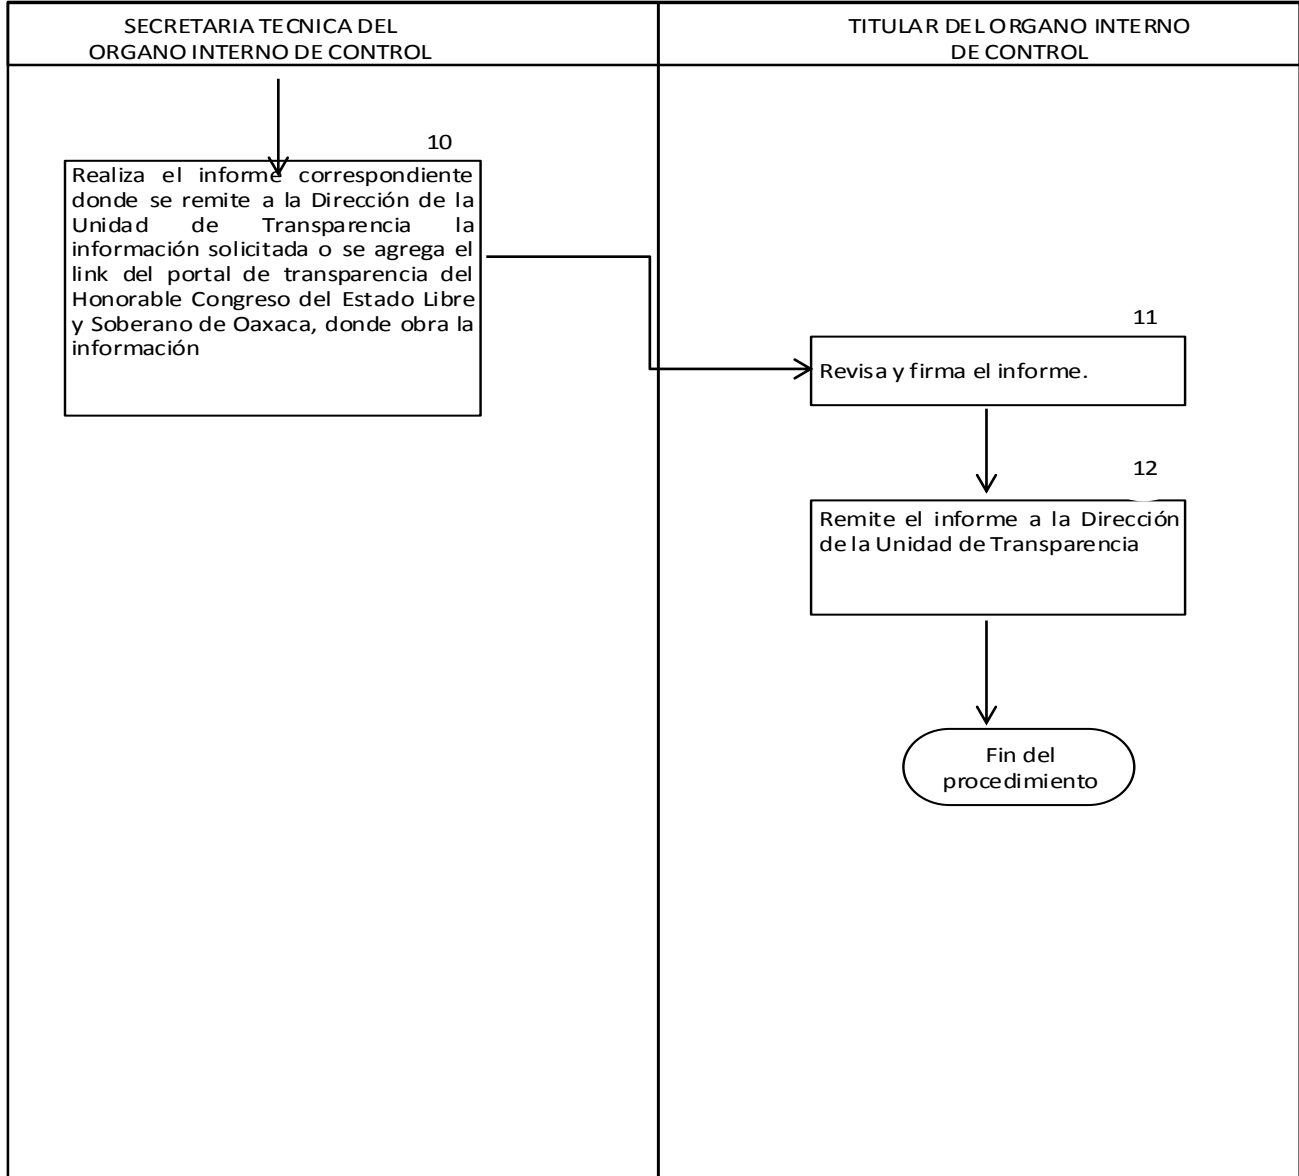 SECRETARIA TECNICA DEL
ORGANO INTERNO DE CONTROL
TITULAR DEL ORGANO INTERNO
DE CONTROL
10
Realiza el informe correspondiente
donde se remite a la Dirección de la
Unidad de Transparencia la
información solicitada o se agrega el
link del portal de transparencia del
Honorable Congreso del Estado Libre
y Soberano de Oaxaca, donde obra la
información
11
Revisa y firma el informe.
12
Remite el informe a la Dirección
de la Unidad de Transparencia
Fin del
procedimiento